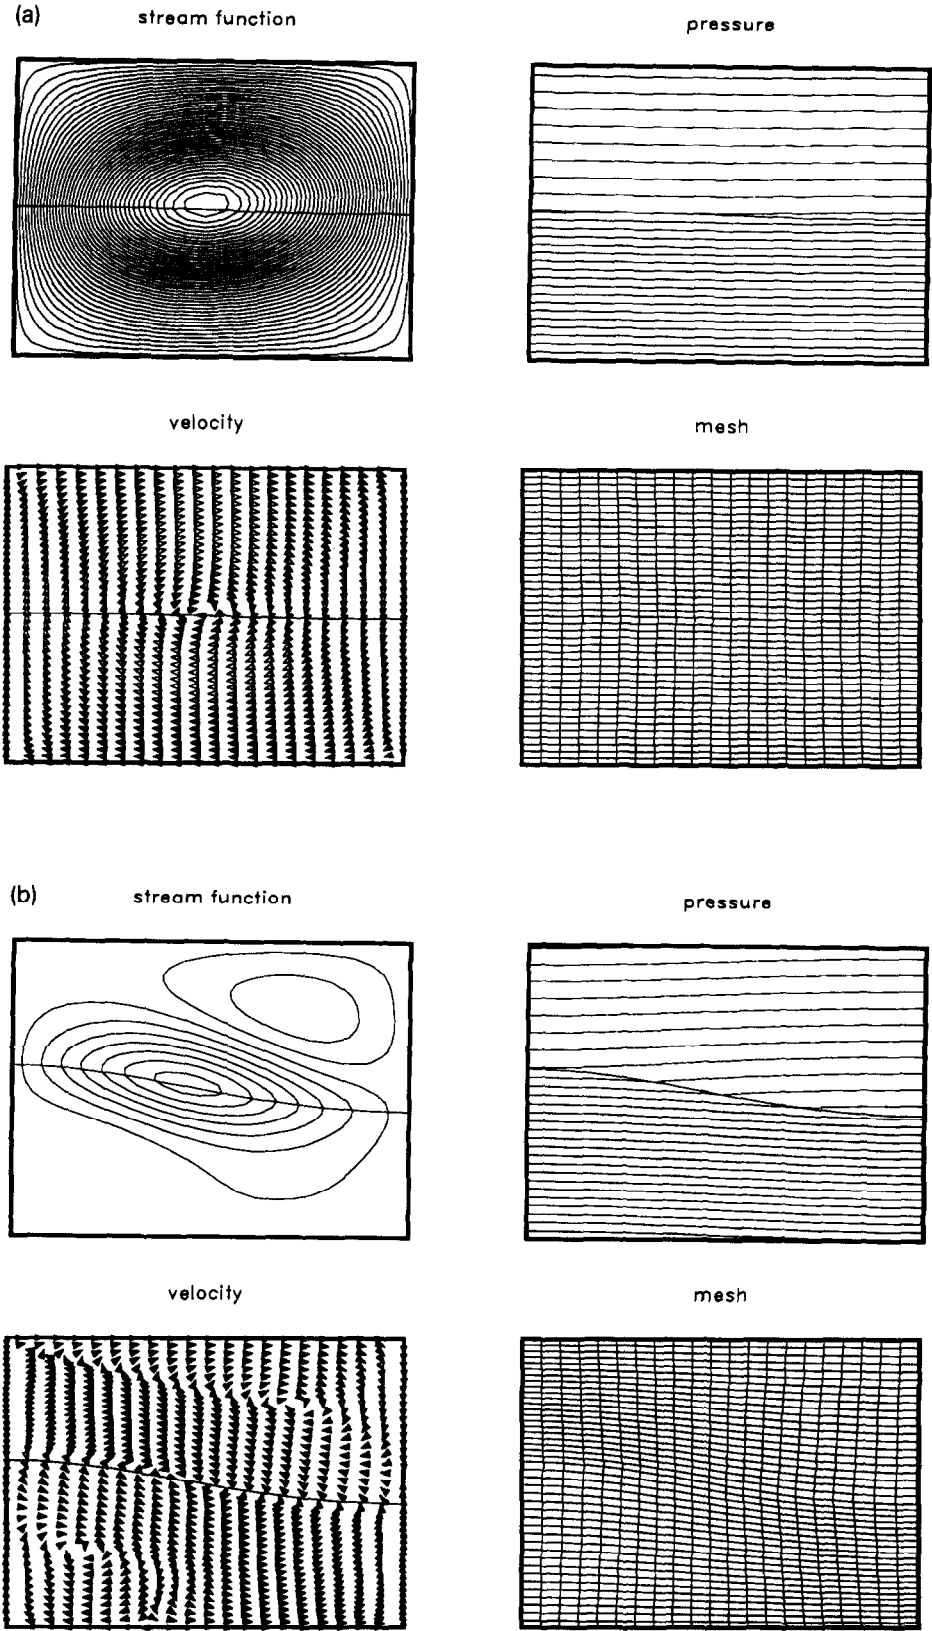 (a)
stream function
pressure
velocity
mesh
(b)
stream function
pressure
velocity
mesh